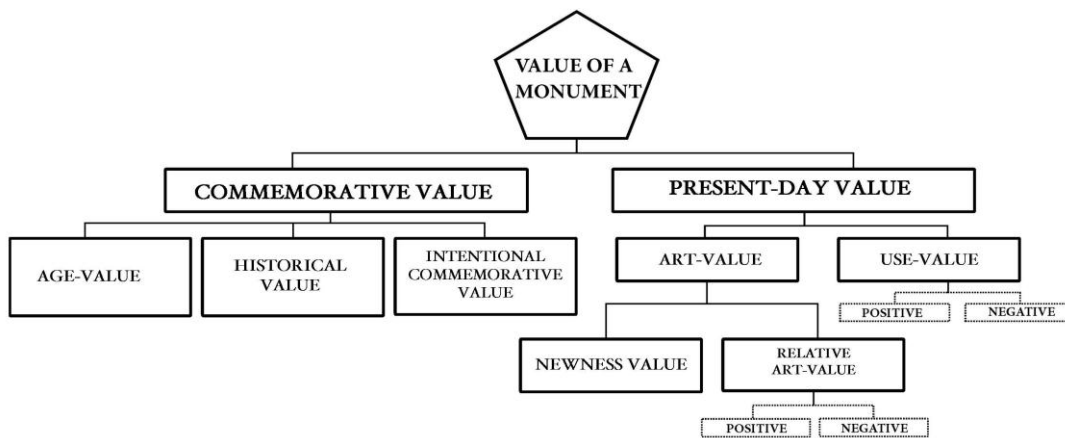 VALUE OF A
MONUMENT
COMMEMORATIVE VALUE
PRESENT-DAY VALUE
AGE-VALUE
HISTORICAL
VALUE
INTENTIONAL
COMMEMORATIVE
VALUE
ART-VALUE
USE-VALUE
POSITIVE
NEGATIVE
NEWNESS VALUE
RELATIVE
ART-VALUE
POSITIVE
NEGATIVE